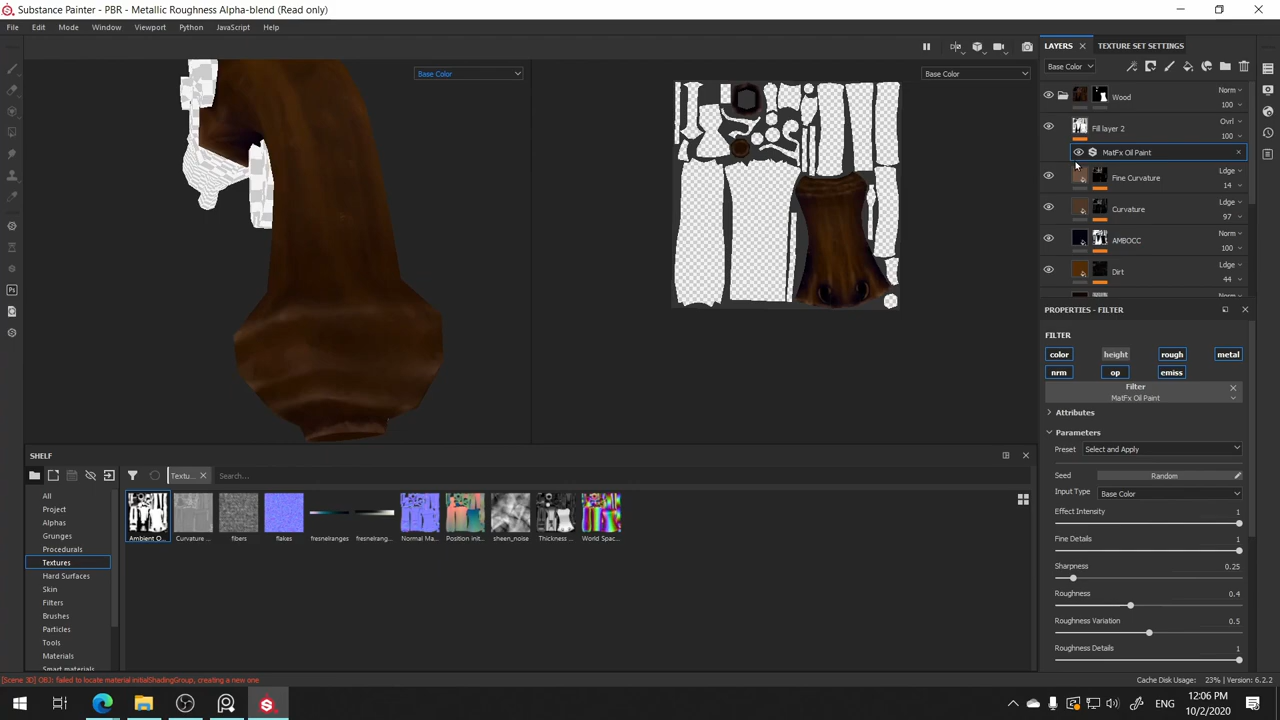 Substance Painter - PBR - Metallic Roughness Alpha-blend (Read only)
File Edit Mode Window Viewport Python JavaScript Help
LAYERS TEXTURE SET SETTINGS
Base Color
Base Color
Base Color
Wood Norm 100
Fill layer 2 Ovrl 100
MatFx Oil Paint
Fine Curvature Ldge 14
Curvature Ldge 97
AMBOCC Norm 100
Dirt Ldge 44
Norm
PROPERTIES - FILTER
FILTER
color height rough metal
nrm op emiss
Filter
MatFx Oil Paint
Attributes
Parameters
Preset Select and Apply
Seed Random
Input Type Base Color
Effect Intensity 1
Fine Details 1
Sharpness 0.25
Roughness 0.4
Roughness Variation 0.5
Roughness Details 1
SHELF
Textu... Search...
All
Project
Alphas
Grunges
Procedurals
Textures
Hard Surfaces
Skin
Filters
Brushes
Particles
Tools
Materials
Smart materials
Ambient O... Curvature ... fibers flakes fresnelranges fresnekrang... Normal Ma... Position init... sheen_noise Thickness ... World Spac...
Ps
[Scene 3D] OBJ: failed to locate material initialShadingGroup, creating a new one.
Cache Disk Usage: 23% | Version: 6.2.2
ENG
12:06 PM
10/2/2020